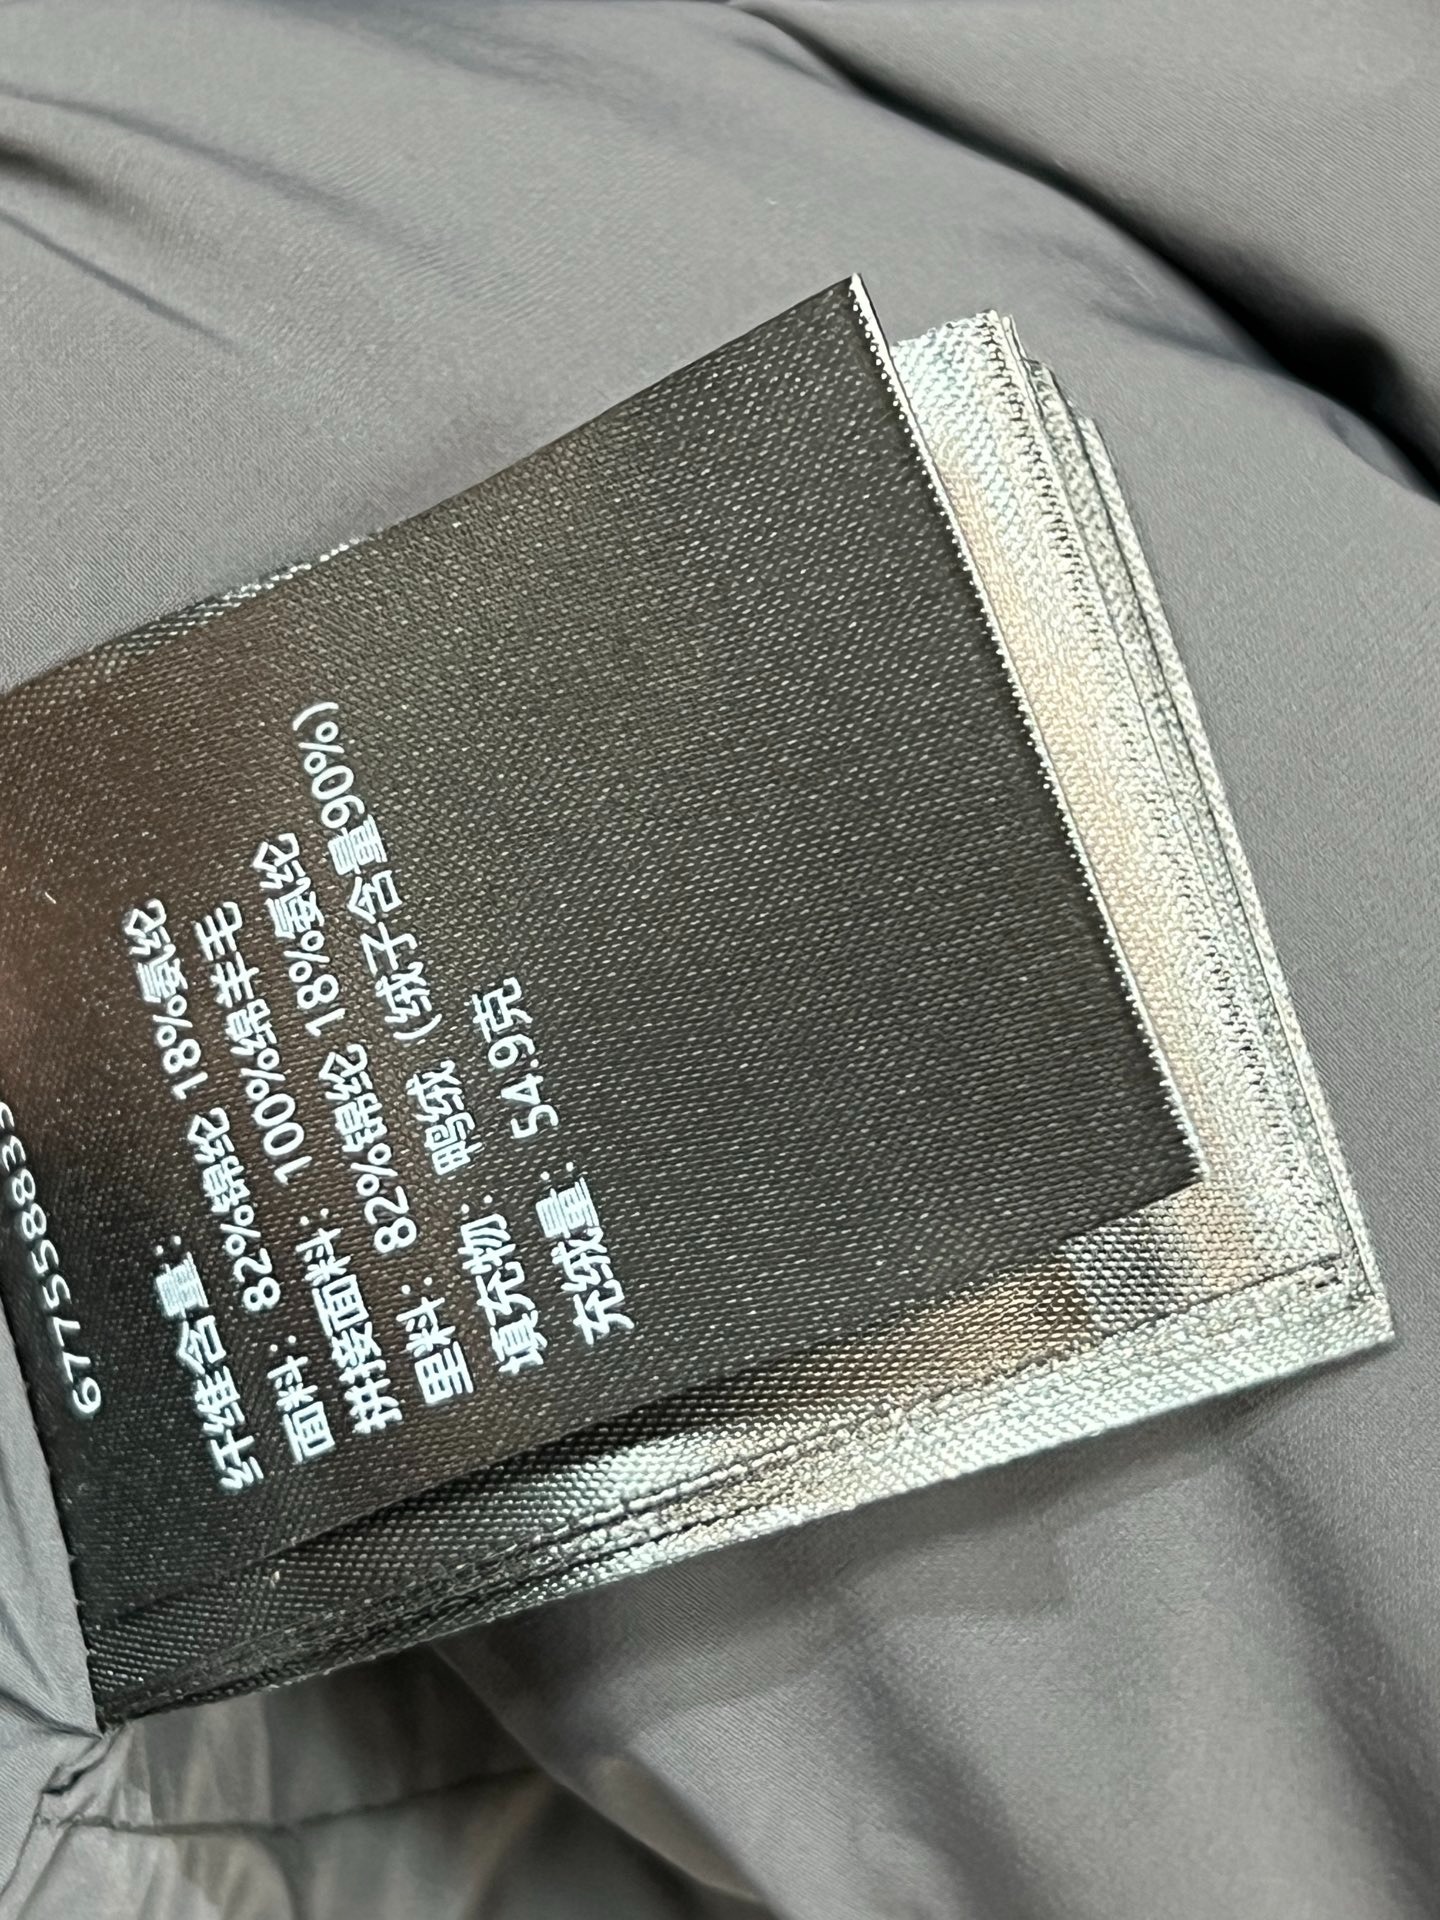 677558883
纤维含量:
面料: 82%锦纶 18%氨纶
拼接面料: 100%绵羊毛
里料: 82%锦纶 18%氨纶
填充物: 鸭绒 (绒子含量90%)
充绒量: 54.9克